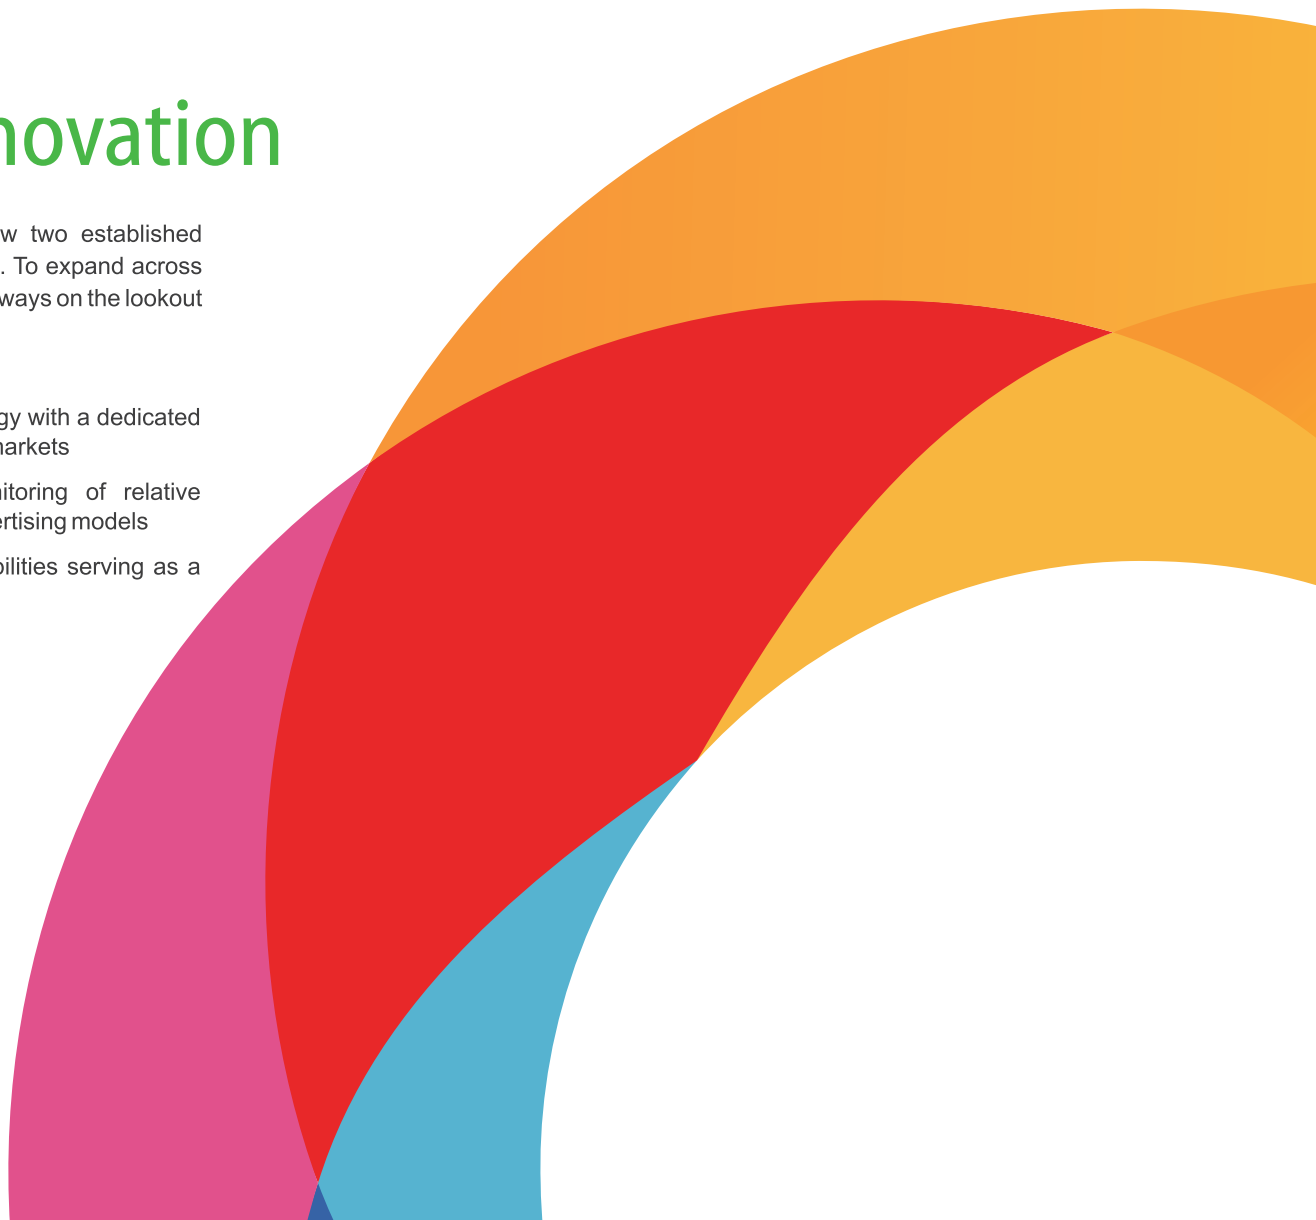 novation
w two established
. To expand across
ways on the lookout
gy with a dedicated
narkets
nitoring of relative
ertising models
bilities serving as a